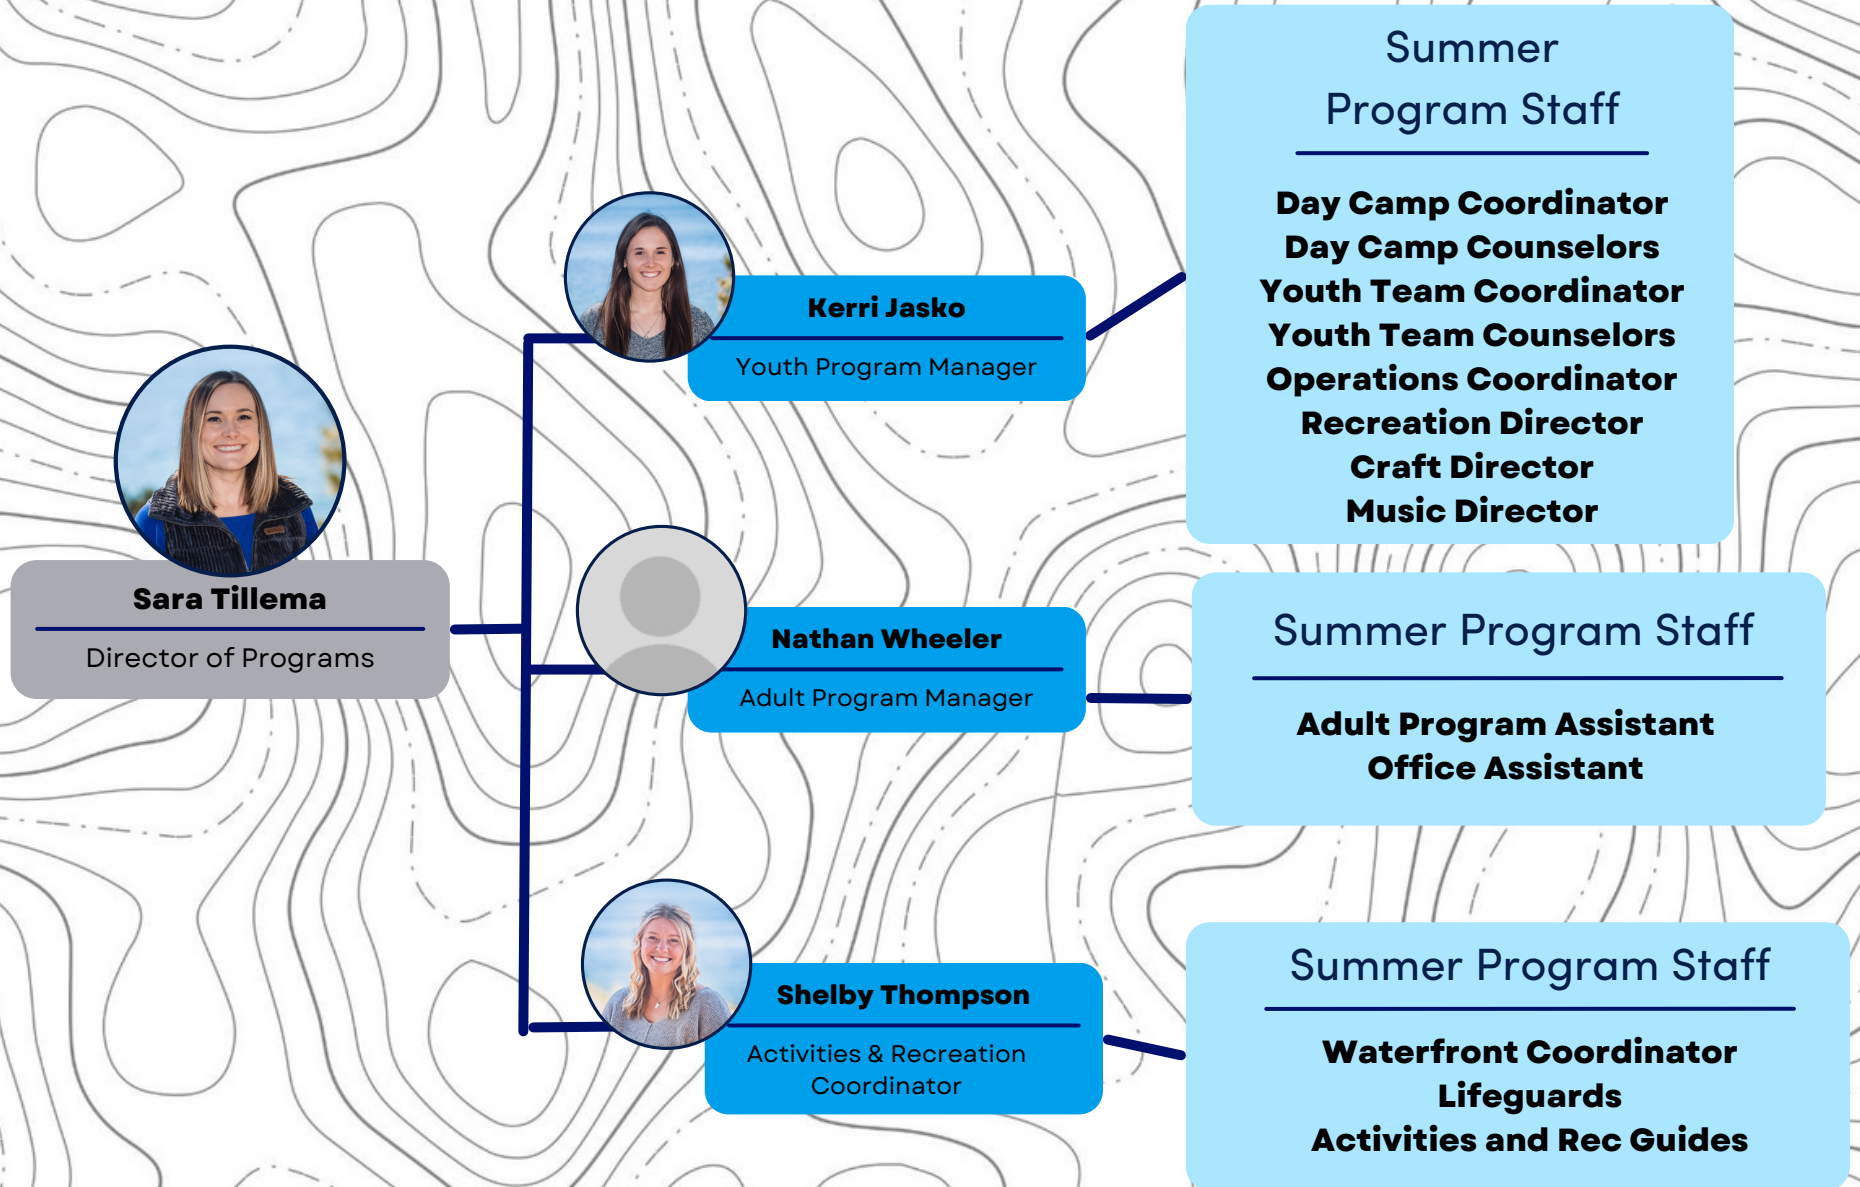 Sara Tillema
Director of Programs
Kerri Jasko
Youth Program Manager
Summer
Program Staff
Day Camp Coordinator
Day Camp Counselors
Youth Team Coordinator
Youth Team Counselors
Operations Coordinator
Recreation Director
Craft Director
Music Director
Nathan Wheeler
Adult Program Manager
Summer Program Staff
Adult Program Assistant
Office Assistant
Shelby Thompson
Activities & Recreation
Coordinator
Summer Program Staff
Waterfront Coordinator
Lifeguards
Activities and Rec Guides